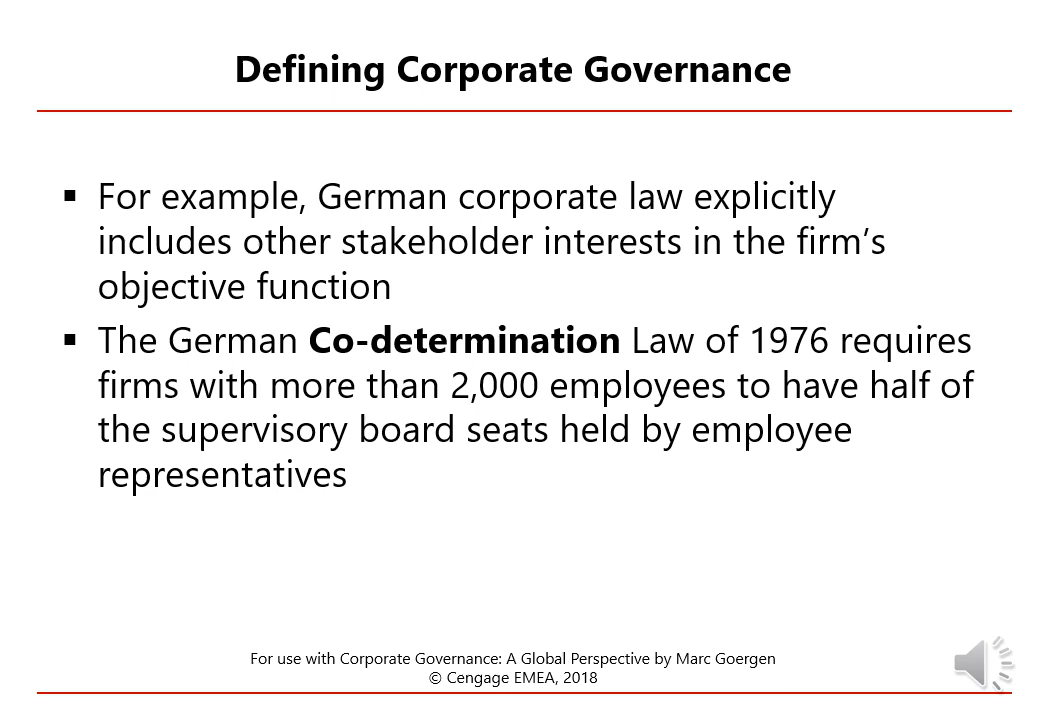 Defining Corporate Governance
▪ For example, German corporate law explicitly
includes other stakeholder interests in the firm’s
objective function
▪ The German Co-determination Law of 1976 requires
firms with more than 2,000 employees to have half of
the supervisory board seats held by employee
representatives
For use with Corporate Governance: A Global Perspective by Marc Goergen
© Cengage EMEA, 2018